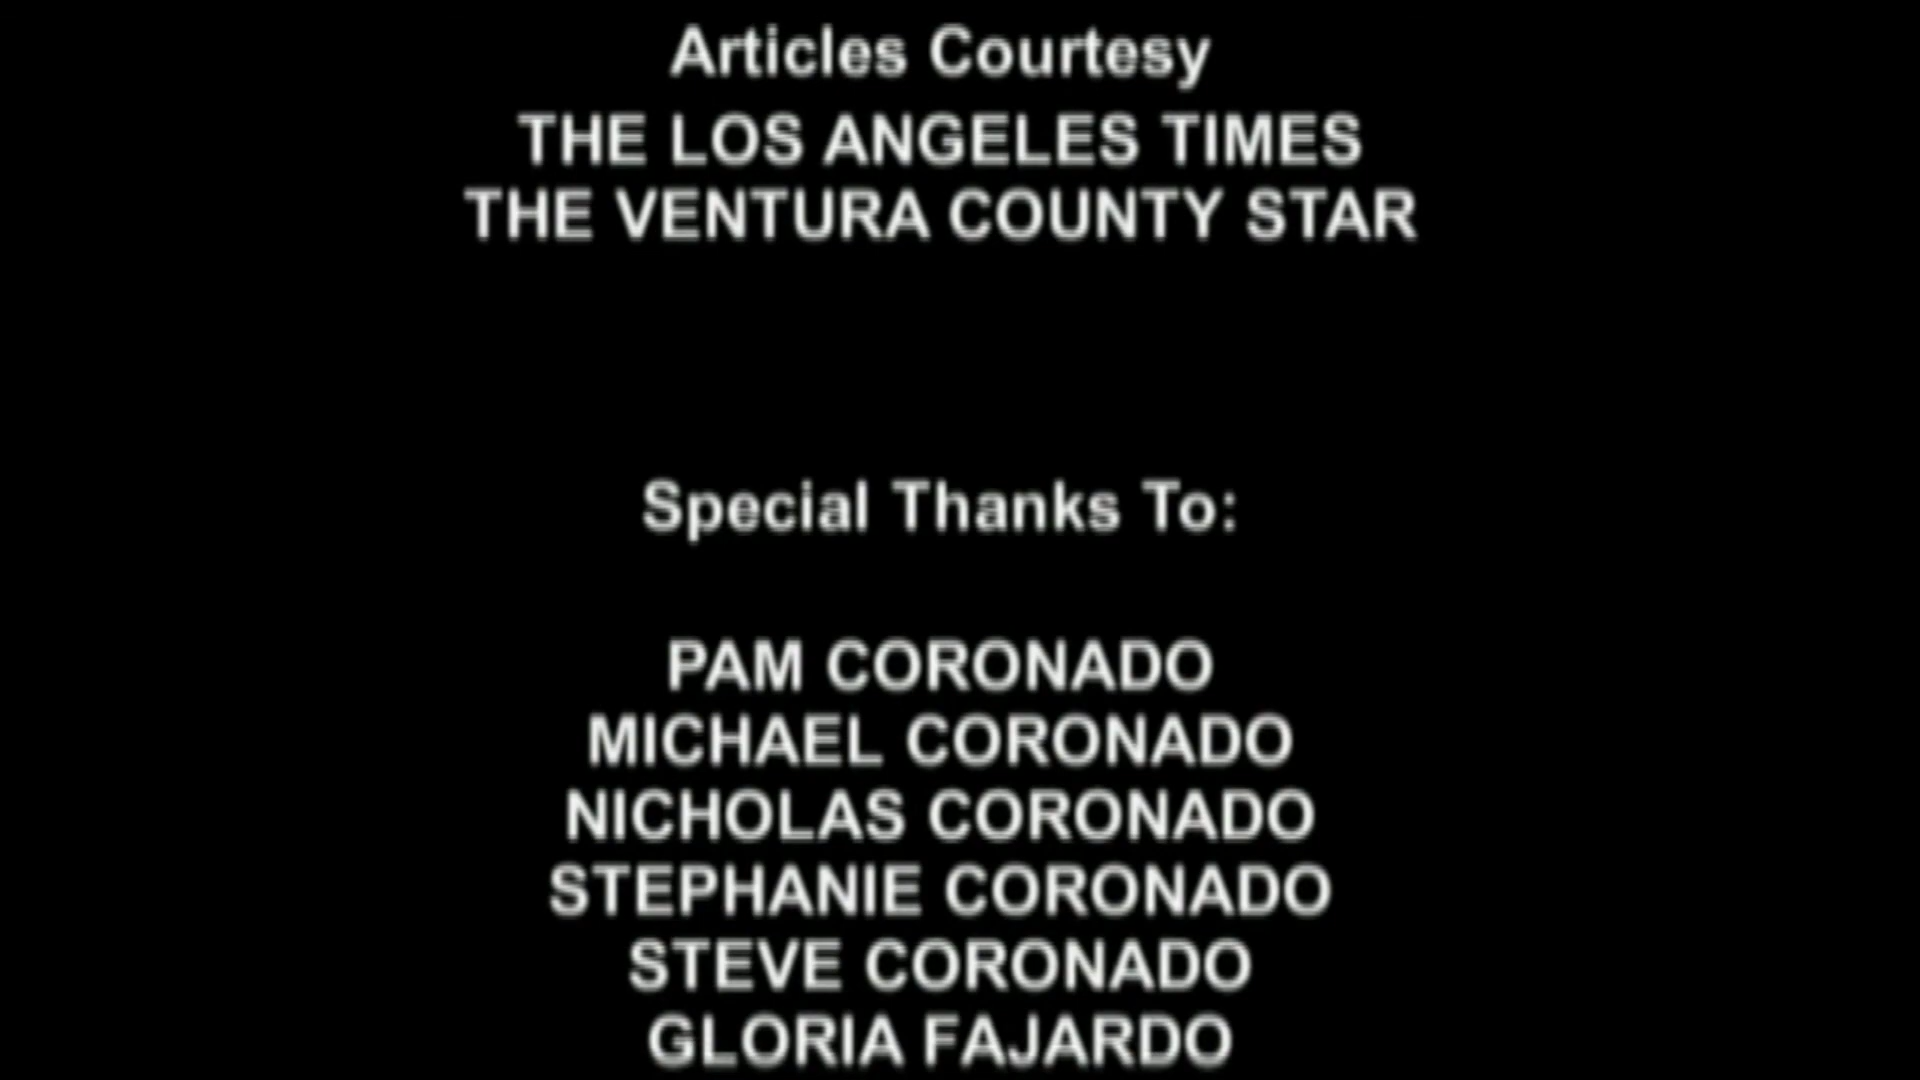 Articles Courtesy
THE LOS ANGELES TIMES
THE VENTURA COUNTY STAR
Special Thanks To:
PAM CORONADO
MICHAEL CORONADO
NICHOLAS CORONADO
STEPHANIE CORONADO
STEVE CORONADO
GLORIA FAJARDO